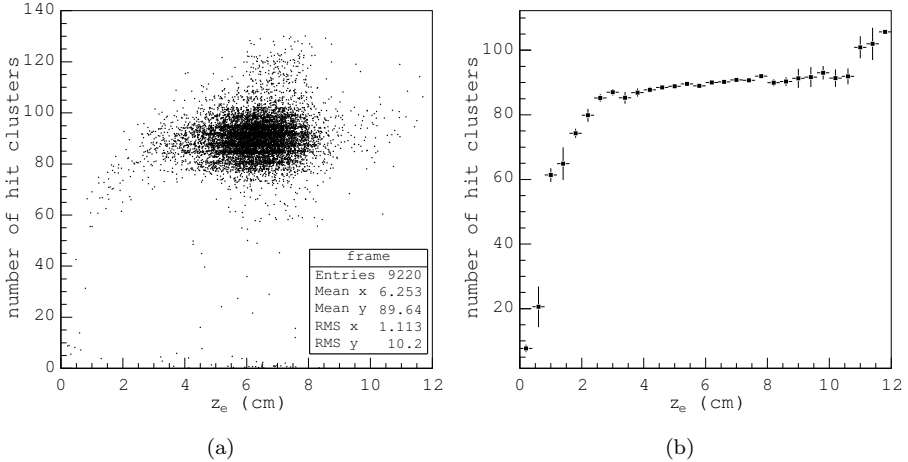 number of hit clusters
140
120
100
80
60
40
20
0
frame
Entries 9220
Mean x 6.253
Mean y 89.64
RMS x 1.113
RMS y 10.2
0 2 4 6 8 10 12
z_e (cm)
(a)
number of hit clusters
100
80
60
40
20
0 2 4 6 8 10 12
z_e (cm)
(b)